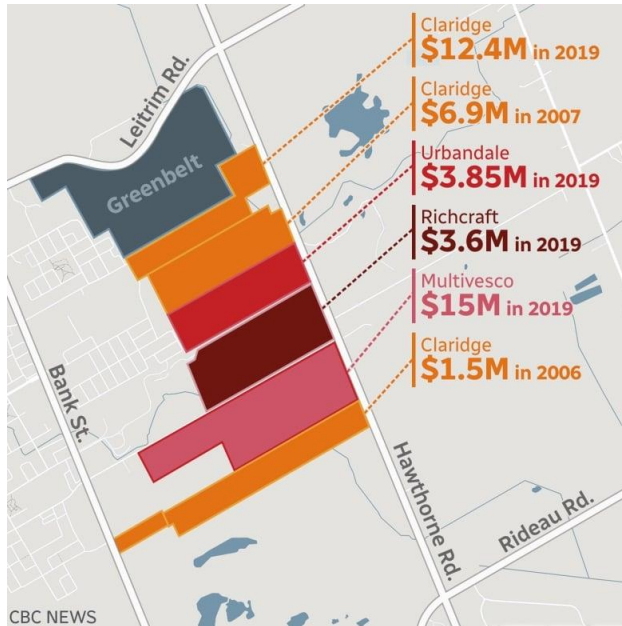 Claridge
$12.4M in 2019
Claridge
$6.9M in 2007
Urbandale
$3.85M in 2019
Richcraft
$3.6M in 2019
Multivesco
$15M in 2019
Claridge
$1.5M in 2006
Leitrim Rd.
Greenbelt
Bank St.
Hawthorne Rd.
Rideau Rd.
CBC NEWS